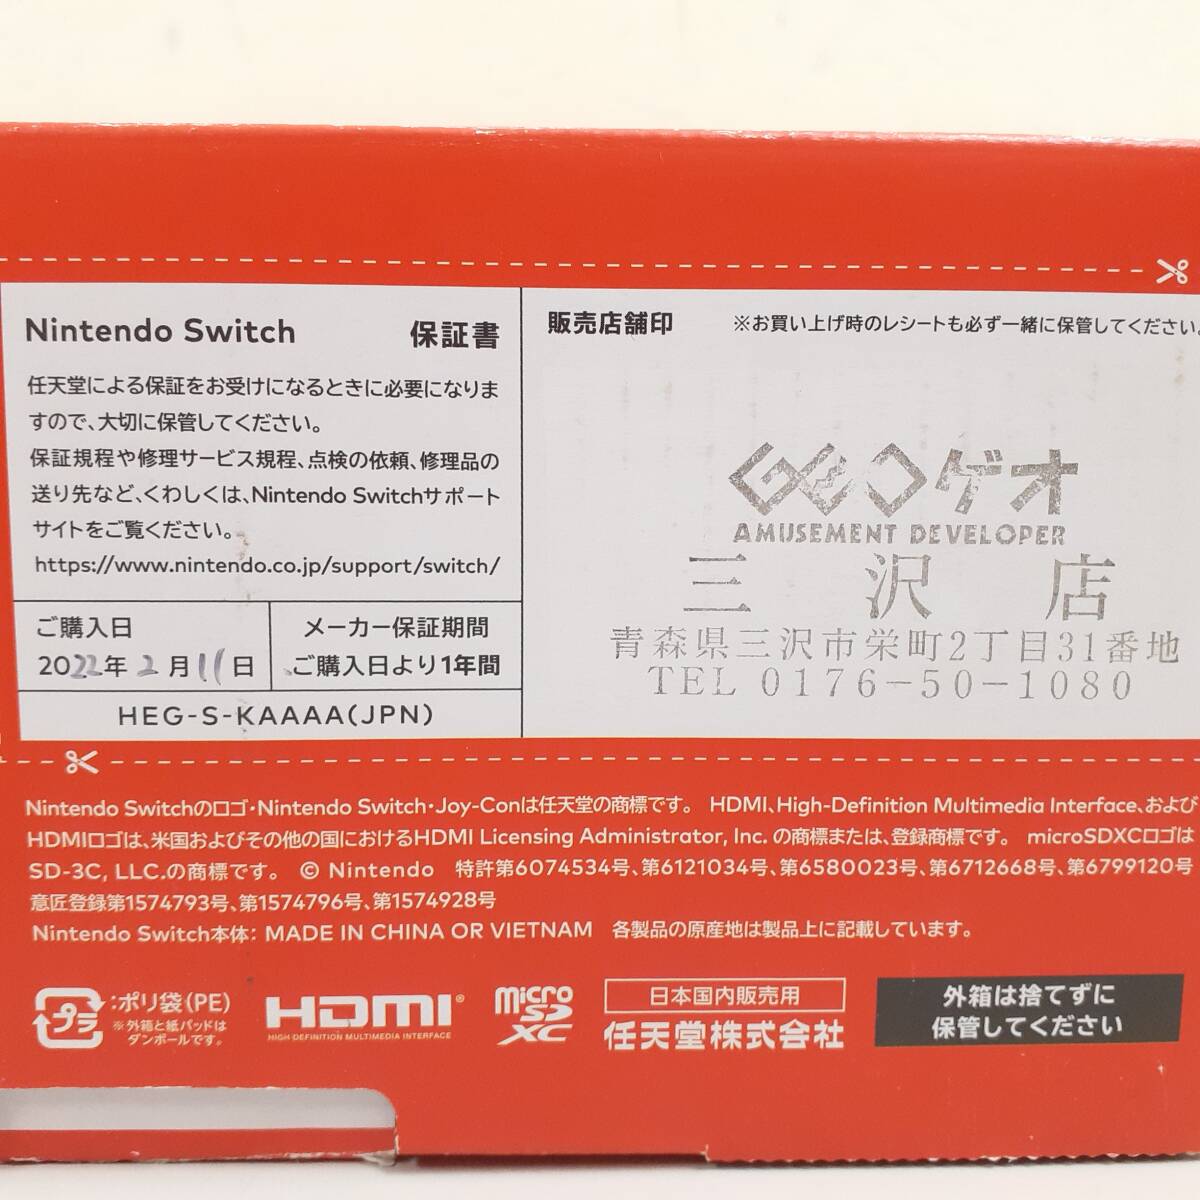 Nintendo Switch 保証書
任天堂による保証をお受けになるときに必要になりま
すので、大切に保管してください。
保証規程や修理サービス規程、点検の依頼、修理品の
送り先など、くわしくは、Nintendo Switchサポート
サイトをご覧ください。
https://www.nintendo.co.jp/support/switch/
ご購入日
2022年2月11日
メーカー保証期間
ご購入日より1年間
HEG-S-KAAAA(JPN)
販売店舗印 ※お買い上げ時のレシートも必ず一緒に保管してください。
GEOゲオ
AMUSEMENT DEVELOPER
三沢店
青森県三沢市栄町2丁目31番地
TEL 0176-50-1080
Nintendo Switchのロゴ・Nintendo Switch・Joy-Conは任天堂の商標です。 HDMI、High-Definition Multimedia Interface、および
HDMIロゴは、米国およびその他の国におけるHDMI Licensing Administrator, Inc. の商標または、登録商標です。 microSDXCロゴは
SD-3C, LLC.の商標です。 © Nintendo 特許第6074534号、第6121034号、第6580023号、第6712668号、第6799120号
意匠登録第1574793号、第1574796号、第1574928号
Nintendo Switch本体: MADE IN CHINA OR VIETNAM 各製品の原産地は製品上に記載しています。
プラ
:ポリ袋(PE)
※外箱と紙パッドは
ダンボールです。
HDMI®
HIGH DEFINITION MULTIMEDIA INTERFACE
micro
SD
XC
日本国内販売用
任天堂株式会社
外箱は捨てずに
保管してください